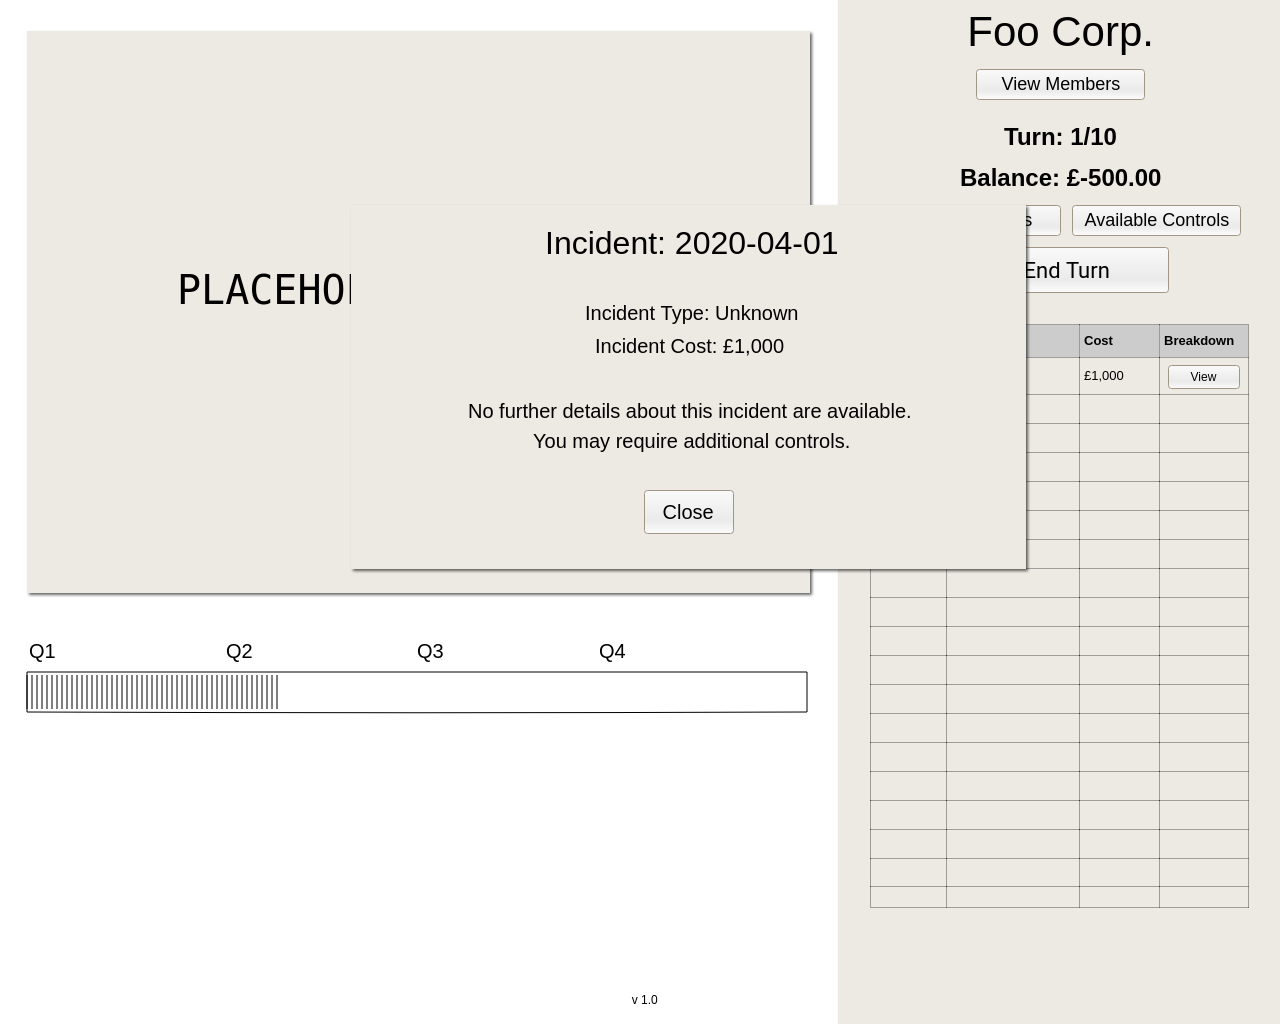 Foo Corp.
View Members
Turn: 1/10
Balance: £-500.00
Available Controls
End Turn
PLACEHO
Incident: 2020-04-01
Incident Type: Unknown
Incident Cost: £1,000
No further details about this incident are available.
You may require additional controls.
Close
Cost Breakdown
£1,000 View
Q1 Q2 Q3 Q4
v 1.0